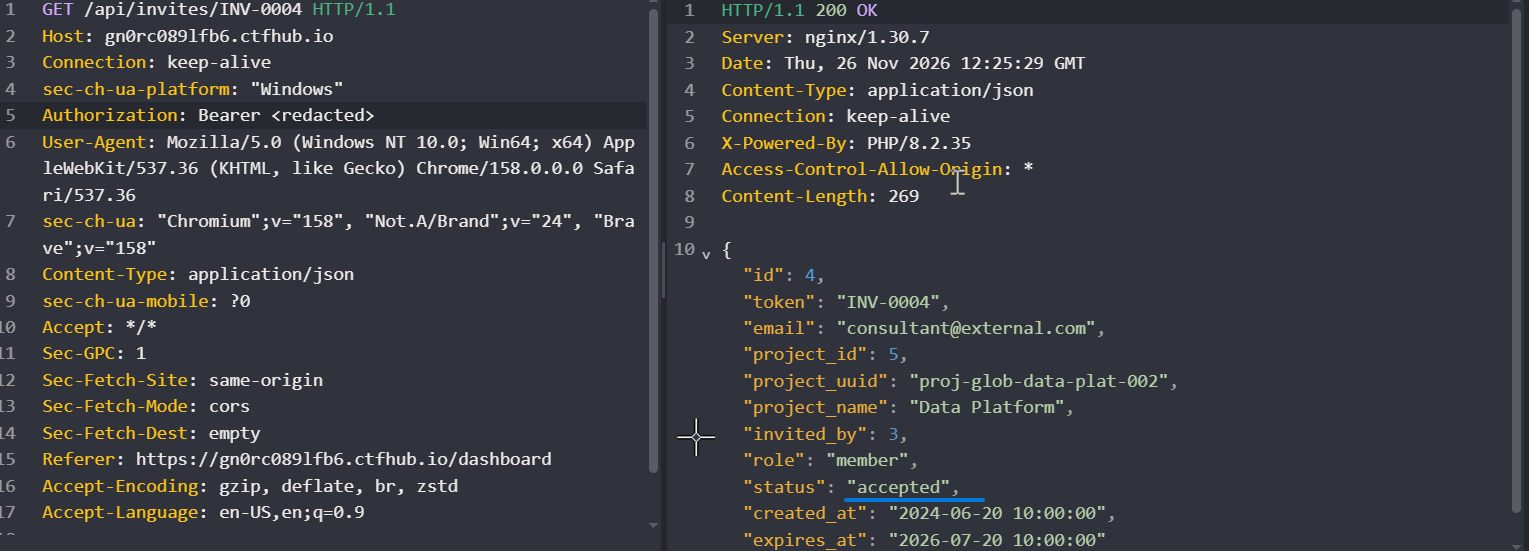 1 GET /api/invites/INV-0004 HTTP/1.1
2 Host: gn0rc089lfb6.ctfhub.io
3 Connection: keep-alive
4 sec-ch-ua-platform: "Windows"
5 Authorization: Bearer <redacted>
6 User-Agent: Mozilla/5.0 (Windows NT 10.0; Win64; x64) App
leWebKit/537.36 (KHTML, like Gecko) Chrome/158.0.0.0 Safa
ri/537.36
7 sec-ch-ua: "Chromium";v="158", "Not.A/Brand";v="24", "Bra
ve";v="158"
8 Content-Type: application/json
9 sec-ch-ua-mobile: ?0
10 Accept: */*
11 Sec-GPC: 1
12 Sec-Fetch-Site: same-origin
13 Sec-Fetch-Mode: cors
14 Sec-Fetch-Dest: empty
15 Referer: https://gn0rc089lfb6.ctfhub.io/dashboard
16 Accept-Encoding: gzip, deflate, br, zstd
17 Accept-Language: en-US,en;q=0.9
1 HTTP/1.1 200 OK
2 Server: nginx/1.30.7
3 Date: Thu, 26 Nov 2026 12:25:29 GMT
4 Content-Type: application/json
5 Connection: keep-alive
6 X-Powered-By: PHP/8.2.35
7 Access-Control-Allow-Origin: *
8 Content-Length: 269
9
10 {
"id": 4,
"token": "INV-0004",
"email": "consultant@external.com",
"project_id": 5,
"project_uuid": "proj-glob-data-plat-002",
"project_name": "Data Platform",
"invited_by": 3,
"role": "member",
"status": "accepted",
"created_at": "2024-06-20 10:00:00",
"expires_at": "2026-07-20 10:00:00"